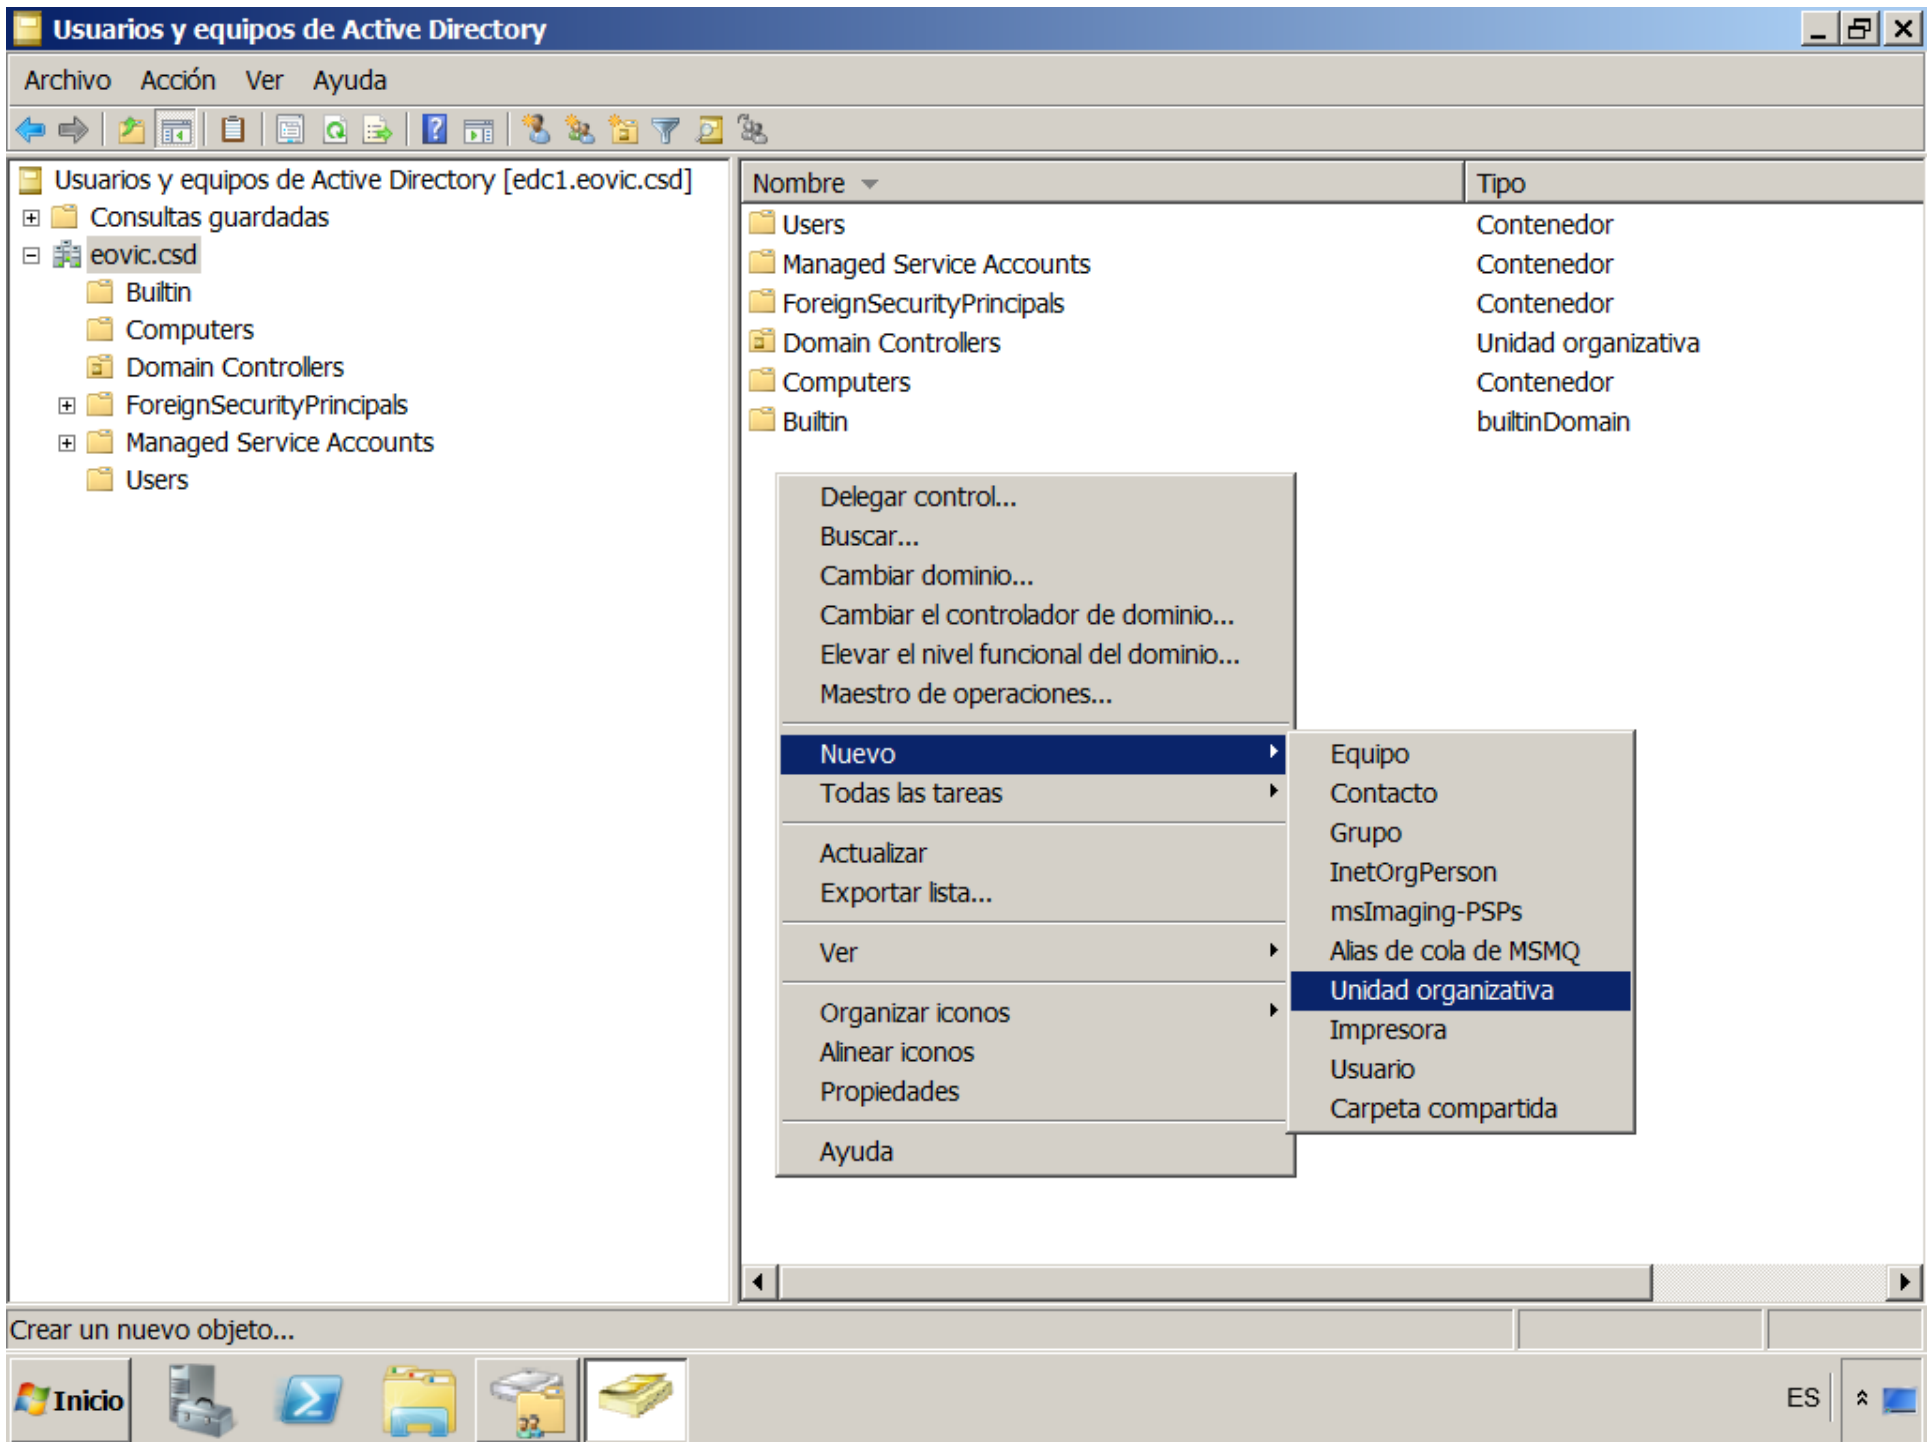 Usuarios y equipos de Active Directory
Archivo Acción Ver Ayuda
Usuarios y equipos de Active Directory [edc1.eovic.csd]
Consultas guardadas
eovic.csd
Builtin
Computers
Domain Controllers
ForeignSecurityPrincipals
Managed Service Accounts
Users
Nombre Tipo
Users Contenedor
Managed Service Accounts Contenedor
ForeignSecurityPrincipals Contenedor
Domain Controllers Unidad organizativa
Computers Contenedor
Builtin builtinDomain
Delegar control...
Buscar...
Cambiar dominio...
Cambiar el controlador de dominio...
Elevar el nivel funcional del dominio...
Maestro de operaciones...
Nuevo
Todas las tareas
Actualizar
Exportar lista...
Ver
Organizar iconos
Alinear iconos
Propiedades
Ayuda
Equipo
Contacto
Grupo
InetOrgPerson
msImaging-PSPs
Alias de cola de MSMQ
Unidad organizativa
Impresora
Usuario
Carpeta compartida
Crear un nuevo objeto...
Inicio
ES